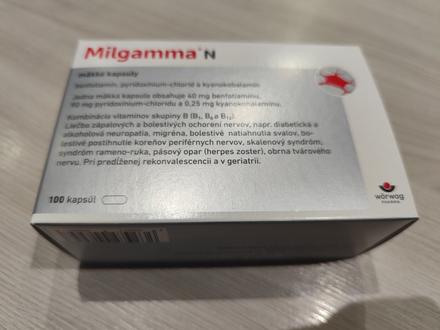 Milgamma® N
mäkké kapsuly
benfotiamín, pyridoxínium-chlorid a kyanokobalamín
Jedna mäkká kapsula obsahuje 40 mg benfotiamínu,
90 mg pyridoxínium-chloridu a 0,25 mg kyanokobalamínu.
Kombinácia vitamínov skupiny B (B₁, B₆ a B₁₂).
Liečba zápalových a bolestivých ochorení nervov, napr. diabetická a
alkoholová neuropatia, migréna, bolestivé natiahnutia svalov, bo-
lestivé postihnutie koreňov periférnych nervov, skalenový syndróm,
syndróm rameno-ruka, pásový opar (herpes zoster), obrna tvárového
nervu. Pri predĺženej rekonvalescencii a v geriatrii.
100 kapsúl
wörwag
PHARMA